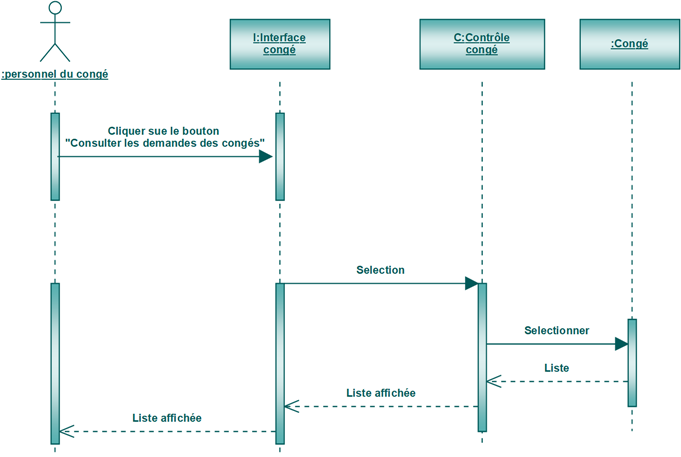 :personnel du congé
I:Interface
congé
C:Contrôle
congé
:Congé
Cliquer sue le bouton
"Consulter les demandes des congés"
Selection
Selectionner
Liste
Liste affichée
Liste affichée